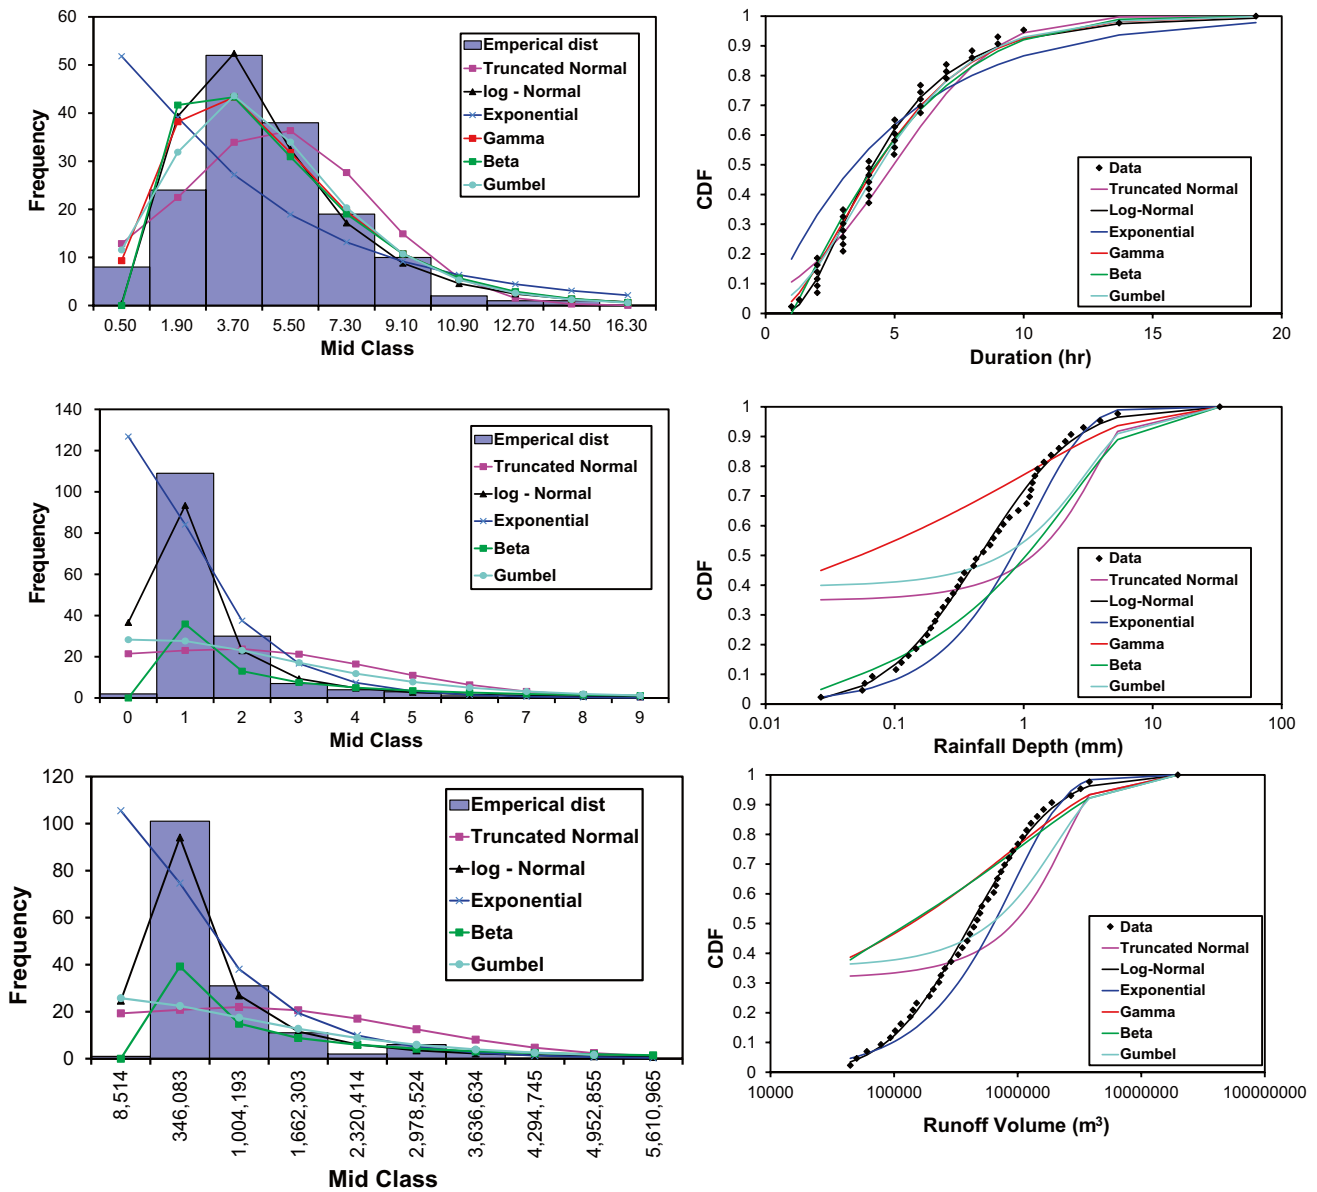 60
50
40
30
20
10
0
Frequency
0.50 1.90 3.70 5.50 7.30 9.10 10.90 12.70 14.50 16.30
Mid Class
Emperical dist
Truncated Normal
log - Normal
Exponential
Gamma
Beta
Gumbel
1
0.9
0.8
0.7
0.6
0.5
0.4
0.3
0.2
0.1
0
CDF
0 5 10 15 20
Duration (hr)
Data
Truncated Normal
Log-Normal
Exponential
Gamma
Beta
Gumbel
140
120
100
80
60
40
20
0
Frequency
0 1 2 3 4 5 6 7 8 9
Mid Class
Emperical dist
Truncated Normal
log - Normal
Exponential
Beta
Gumbel
1
0.9
0.8
0.7
0.6
0.5
0.4
0.3
0.2
0.1
0
CDF
0.01 0.1 1 10 100
Rainfall Depth (mm)
Data
Truncated Normal
Log-Normal
Exponential
Gamma
Beta
Gumbel
120
100
80
60
40
20
0
Frequency
8,514 346,083 1,004,193 1,662,303 2,320,414 2,978,524 3,636,634 4,294,745 4,952,855 5,610,965
Mid Class
Emperical dist
Truncated Normal
log - Normal
Exponential
Beta
Gumbel
1
0.9
0.8
0.7
0.6
0.5
0.4
0.3
0.2
0.1
0
CDF
10000 100000 1000000 10000000 100000000
Runoff Volume (m³)
Data
Truncated Normal
Log-Normal
Exponential
Gamma
Beta
Gumbel